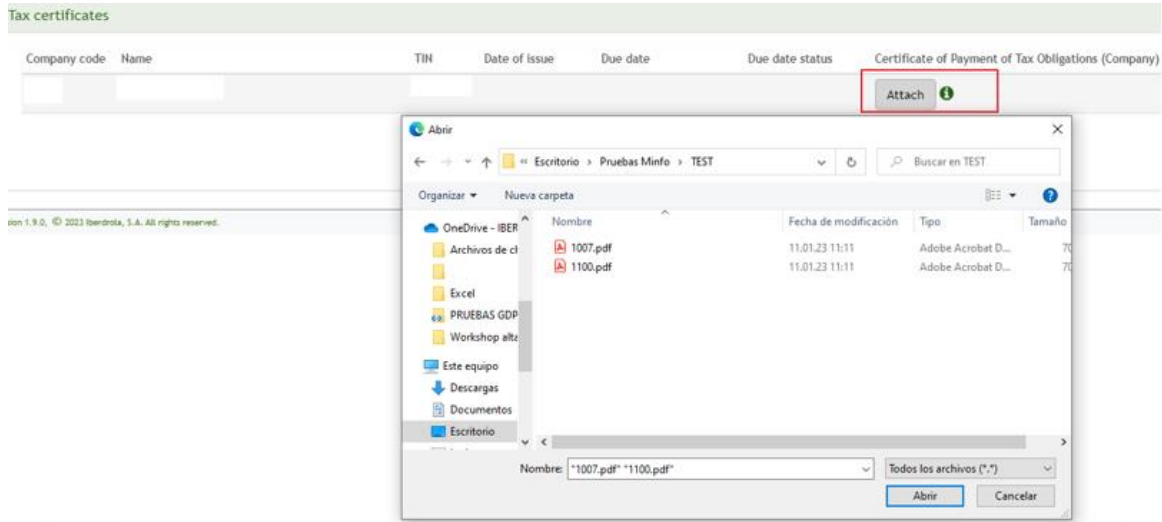 Tax certificates
Company code Name TIN Date of issue Due date Due date status Certificate of Payment of Tax Obligations (Company)
Attach
Abrir
« Escritorio › Pruebas Minfo › TEST
Buscar en TEST
Organizar Nueva carpeta
Nombre Fecha de modificación Tipo Tamaño
OneDrive - IBER
Archivos de cl
Excel
PRUEBAS GDP
Workshop alta
Este equipo
Descargas
Documentos
Escritorio
1007.pdf 11.01.23 11:11 Adobe Acrobat D... 70
1100.pdf 11.01.23 11:11 Adobe Acrobat D... 70
Nombre: "1007.pdf" "1100.pdf" Todos los archivos (*.*)
Abrir Cancelar
1.9.0, © 2023 Iberdrola, S.A. All rights reserved.